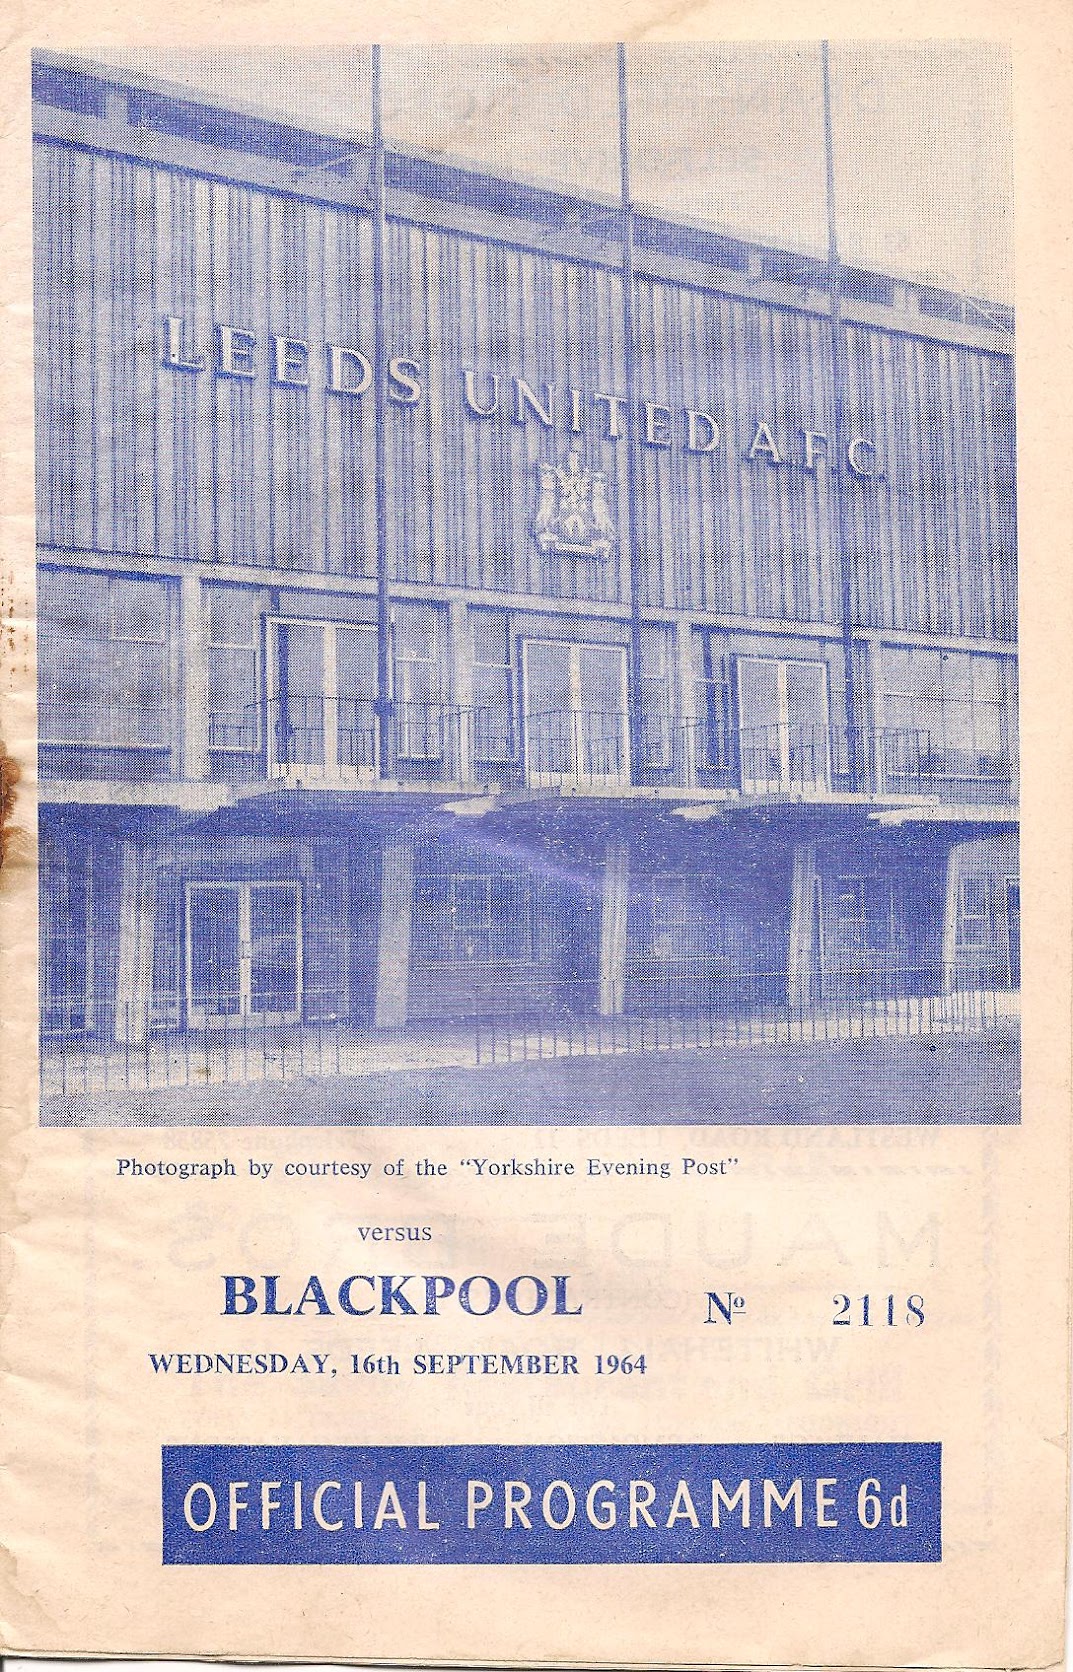 LEEDS UNITED A.F.C.
Photograph by courtesy of the "Yorkshire Evening Post"
versus
BLACKPOOL
Nº 2118
WEDNESDAY, 16th SEPTEMBER 1964
OFFICIAL PROGRAMME 6d